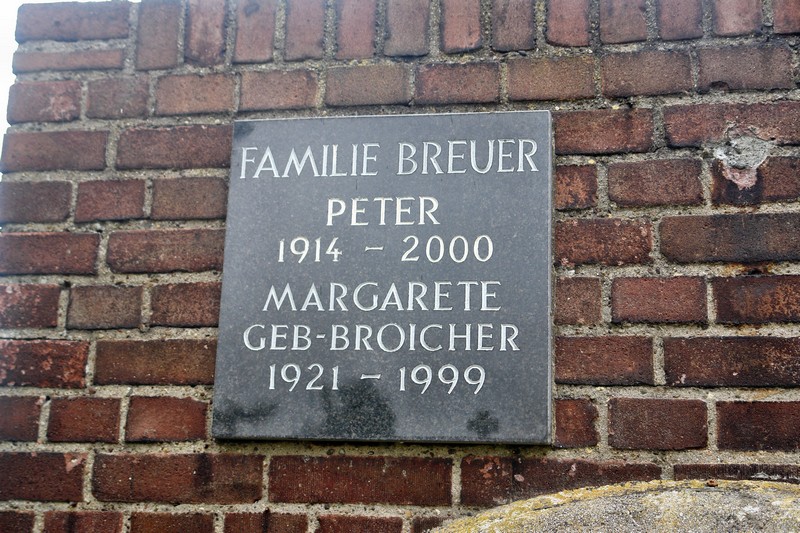 FAMILIE BREUER
PETER
1914 – 2000
MARGARETE
GEB-BROICHER
1921 – 1999